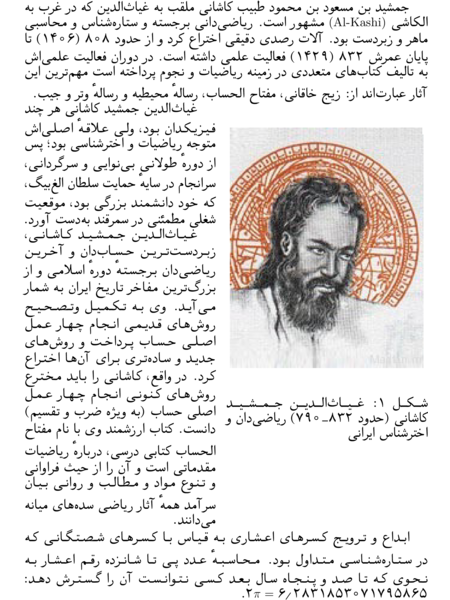 جمشید بن مسعود بن محمود طبیب کاشانی ملقب به غیاث‌الدین که در غرب به
الکاشی (Al-Kashi) مشهور است. ریاضی‌دانی برجسته و ستاره‌شناس و محاسبی
ماهر و زبردست بود. آلات رصدی دقیقی اختراع کرد و از حدود ۸۰۸ (۱۴۰۶) تا
پایان عمرش ۸۳۲ (۱۴۲۹) فعالیت علمی داشته است. در دوران فعالیت علمی‌اش
به تالیف کتاب‌های متعددی در زمینه ریاضیات و نجوم پرداخته است مهم‌ترین این
آثار عبارت‌اند از: زیج خاقانی، مفتاح الحساب، رسالهٔ محیطیه و رسالهٔ وتر و جیب.
غیاث‌الدین جمشید کاشانی هر چند
فیزیکدان بود، ولی علاقهٔ اصلی‌اش
متوجه ریاضیات و اخترشناسی بود؛ پس
از دورهٔ طولانی بی‌نوایی و سرگردانی،
سرانجام در سایهٔ حمایت سلطان الغ‌بیگ،
که خود دانشمند بزرگی بود، موقعیت
شغلی مطمئنی در سمرقند به‌دست آورد.
غیاث‌الدین جمشید کاشانی،
زبردست‌ترین حساب‌دان و آخرین
ریاضی‌دان برجستهٔ دورهٔ اسلامی و از
بزرگ‌ترین مفاخر تاریخ ایران به شمار
می‌آید. وی به تکمیل وتصحیح
روش‌های قدیمی انجام چهار عمل
اصلی حساب پرداخت و روش‌های
جدید و ساده‌تری برای آن‌ها اختراع
کرد. در واقع، کاشانی را باید مخترع
روش‌های کنونی انجام چهار عمل
اصلی حساب (به ویژه ضرب و تقسیم)
دانست. کتاب ارزشمند وی با نام مفتاح
الحساب کتابی درسی، دربارهٔ ریاضیات
مقدماتی است و آن را از حیث فراوانی
و تنوع مواد و مطالب و روانی بیان
سرآمد همهٔ آثار ریاضی سده‌های میانه
می‌دانند.
شکل ۱: غیاث‌الدین جمشید
کاشانی (حدود ۸۳۲-۷۹۰) ریاضی‌دان و
اخترشناس ایرانی
ابداع و ترویج کسرهای اعشاری به قیاس با کسرهای شصتگانی که
در ستاره‌شناسی متداول بود. محاسبهٔ عدد پی تا شانزده رقم اعشار به
نحوی که تا صد و پنجاه سال بعد کسی نتوانست آن را گسترش دهد:
۲π = ۶٫۲۸۳۱۸۵۳۰۷۱۷۹۵۸۶۵.